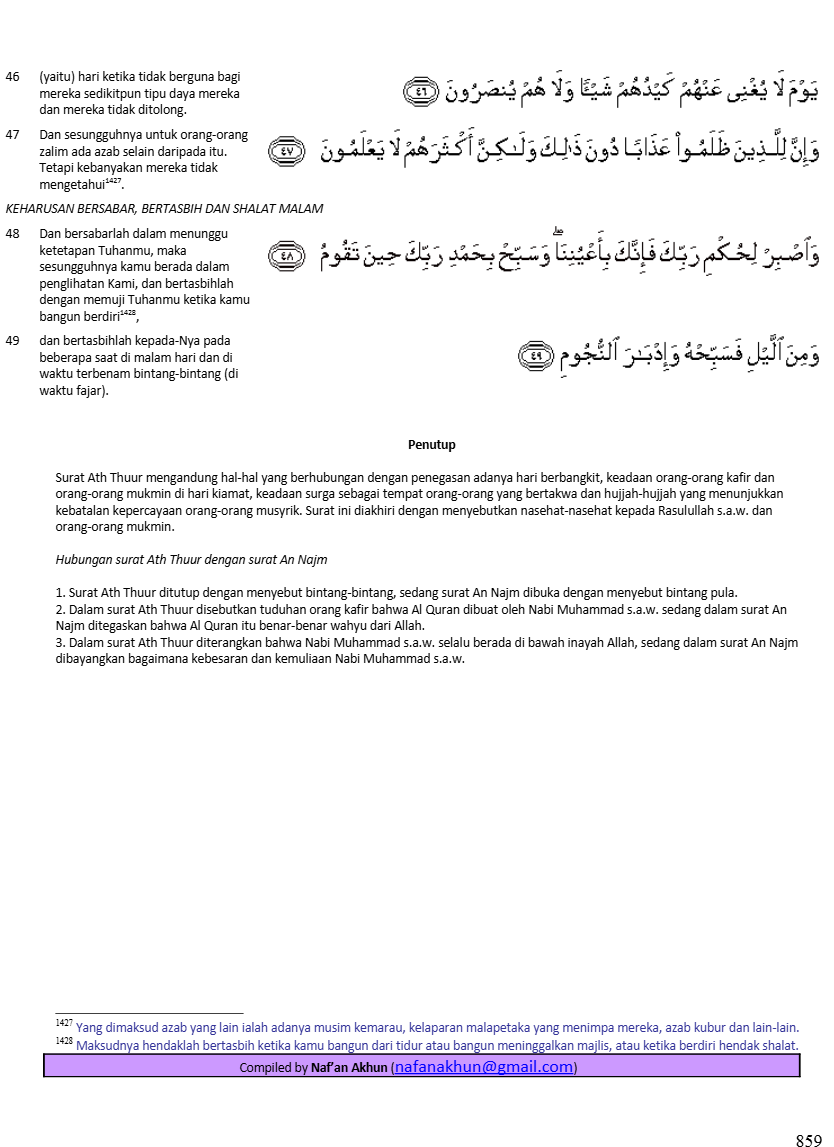 46 (yaitu) hari ketika tidak berguna bagi
mereka sedikitpun tipu daya mereka
dan mereka tidak ditolong.
يَوْمَ لَا يُغْنِى عَنْهُمْ كَيْدُهُمْ شَيْـًٔا وَلَا هُمْ يُنصَرُونَ ٤٦
47 Dan sesungguhnya untuk orang-orang
zalim ada azab selain daripada itu.
Tetapi kebanyakan mereka tidak
mengetahui1427.
وَإِنَّ لِلَّذِينَ ظَلَمُوا۟ عَذَابًا دُونَ ذَٰلِكَ وَلَـٰكِنَّ أَكْثَرَهُمْ لَا يَعْلَمُونَ ٤٧
KEHARUSAN BERSABAR, BERTASBIH DAN SHALAT MALAM
48 Dan bersabarlah dalam menunggu
ketetapan Tuhanmu, maka
sesungguhnya kamu berada dalam
penglihatan Kami, dan bertasbihlah
dengan memuji Tuhanmu ketika kamu
bangun berdiri1428,
وَٱصْبِرْ لِحُكْمِ رَبِّكَ فَإِنَّكَ بِأَعْيُنِنَا ۖ وَسَبِّحْ بِحَمْدِ رَبِّكَ حِينَ تَقُومُ ٤٨
49 dan bertasbihlah kepada-Nya pada
beberapa saat di malam hari dan di
waktu terbenam bintang-bintang (di
waktu fajar).
وَمِنَ ٱلَّيْلِ فَسَبِّحْهُ وَإِدْبَـٰرَ ٱلنُّجُومِ ٤٩
Penutup
Surat Ath Thuur mengandung hal-hal yang berhubungan dengan penegasan adanya hari berbangkit, keadaan orang-orang kafir dan
orang-orang mukmin di hari kiamat, keadaan surga sebagai tempat orang-orang yang bertakwa dan hujjah-hujjah yang menunjukkan
kebatalan kepercayaan orang-orang musyrik. Surat ini diakhiri dengan menyebutkan nasehat-nasehat kepada Rasulullah s.a.w. dan
orang-orang mukmin.
Hubungan surat Ath Thuur dengan surat An Najm
1. Surat Ath Thuur ditutup dengan menyebut bintang-bintang, sedang surat An Najm dibuka dengan menyebut bintang pula.
2. Dalam surat Ath Thuur disebutkan tuduhan orang kafir bahwa Al Quran dibuat oleh Nabi Muhammad s.a.w. sedang dalam surat An
Najm ditegaskan bahwa Al Quran itu benar-benar wahyu dari Allah.
3. Dalam surat Ath Thuur diterangkan bahwa Nabi Muhammad s.a.w. selalu berada di bawah inayah Allah, sedang dalam surat An Najm
dibayangkan bagaimana kebesaran dan kemuliaan Nabi Muhammad s.a.w.
1427 Yang dimaksud azab yang lain ialah adanya musim kemarau, kelaparan malapetaka yang menimpa mereka, azab kubur dan lain-lain.
1428 Maksudnya hendaklah bertasbih ketika kamu bangun dari tidur atau bangun meninggalkan majlis, atau ketika berdiri hendak shalat.
Compiled by Naf’an Akhun (nafanakhun@gmail.com)
859